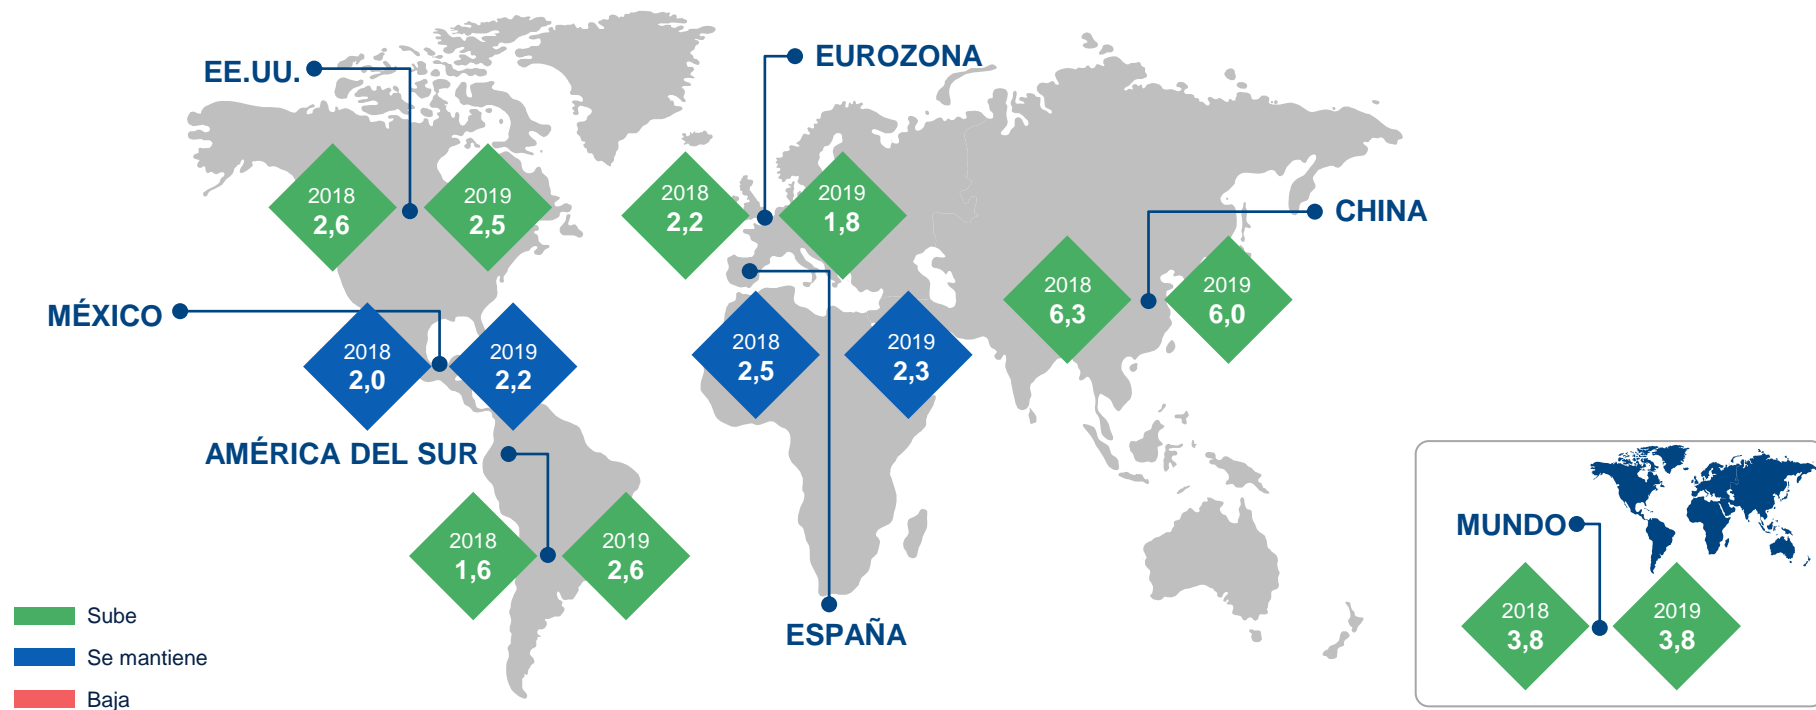 EE.UU.
2018
2,6
2019
2,5
EUROZONA
2018
2,2
2019
1,8
CHINA
2018
6,3
2019
6,0
MÉXICO
2018
2,0
2019
2,2
2018
2,5
2019
2,3
ESPAÑA
AMÉRICA DEL SUR
2018
1,6
2019
2,6
MUNDO
2018
3,8
2019
3,8
Sube
Se mantiene
Baja